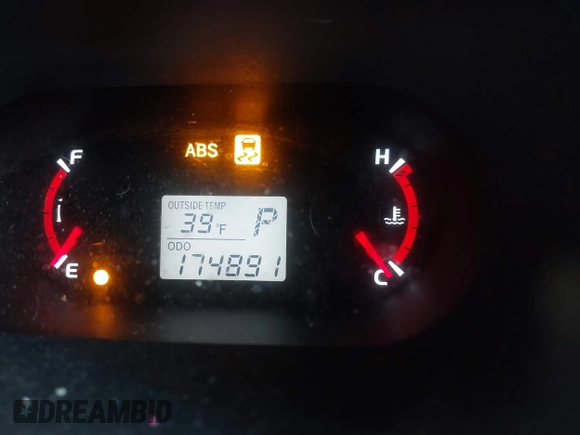 F
ABS
H
OUTSIDE TEMP
39°F P
ODO
174891
E
C
DREAMBID